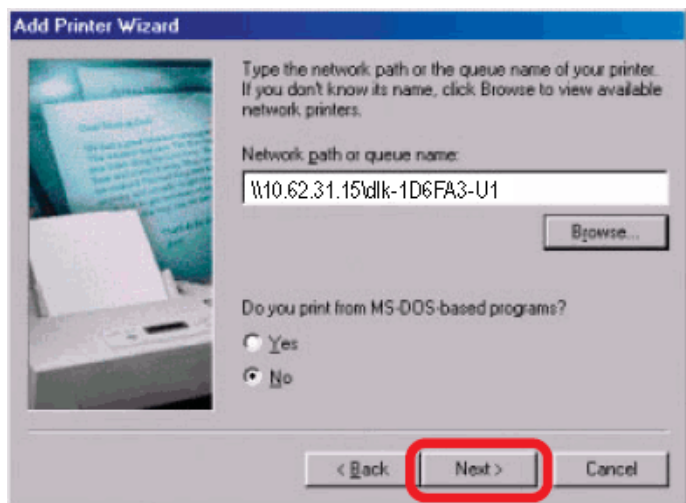 Add Printer Wizard
Type the network path or the queue name of your printer.
If you don't know its name, click Browse to view available
network printers.
Network path or queue name:
\\10.62.31.15\dlk-1D6FA3-U1
Browse...
Do you print from MS-DOS-based programs?
Yes
No
< Back
Next >
Cancel